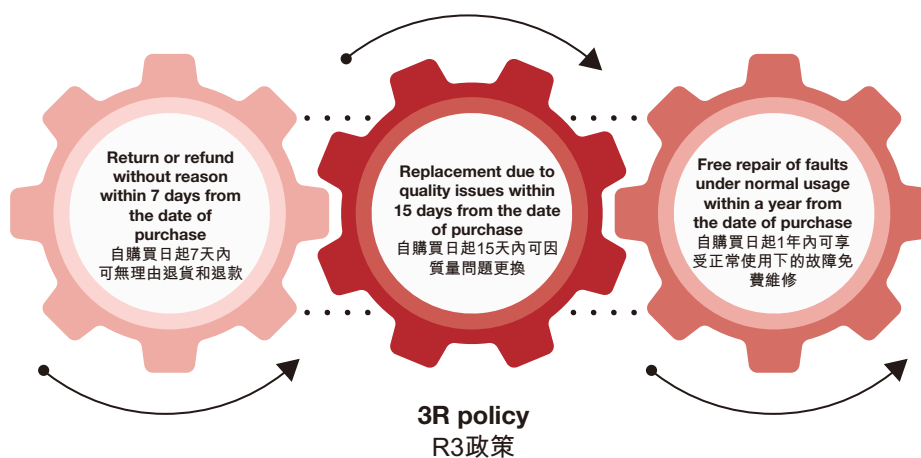 Return or refund
without reason
within 7 days from
the date of
purchase
自購買日起7天內
可無理由退貨和退款
Replacement due to
quality issues within
15 days from the date
of purchase
自購買日起15天內可因
質量問題更換
Free repair of faults
under normal usage
within a year from
the date of purchase
自購買日起1年內可享
受正常使用下的故障免
費維修
3R policy
R3政策